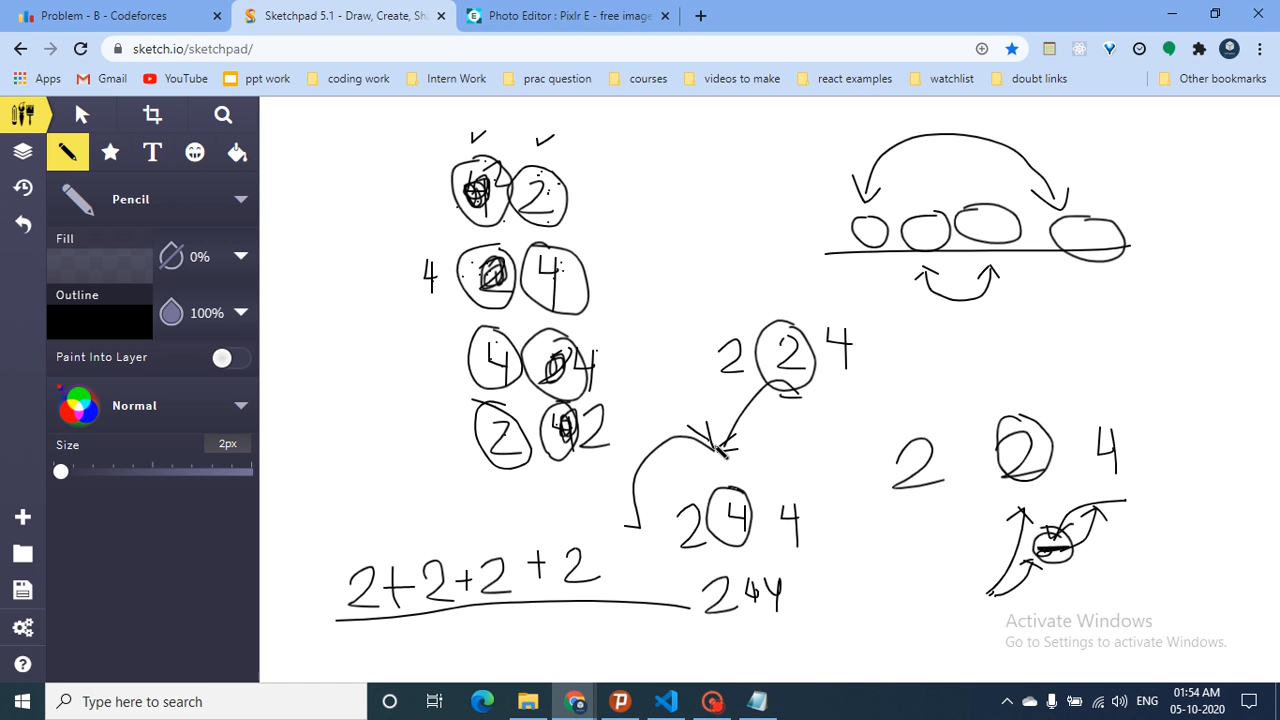 Problem - B - Codeforces
Sketchpad 5.1 - Draw, Create, Sh
Photo Editor : Pixlr E - free image
sketch.io/sketchpad/
Apps
Gmail
YouTube
ppt work
coding work
Intern Work
prac question
courses
videos to make
react examples
watchlist
doubt links
Other bookmarks
Pencil
Fill
0%
Outline
100%
Paint Into Layer
Normal
Size
2px
2
2
4
4
4
4
2
2
2 2 4
2 2 4
2 4 4
2+2+2+2
2 4 4
Activate Windows
Go to Settings to activate Windows.
Type here to search
ENG
01:54 AM
05-10-2020